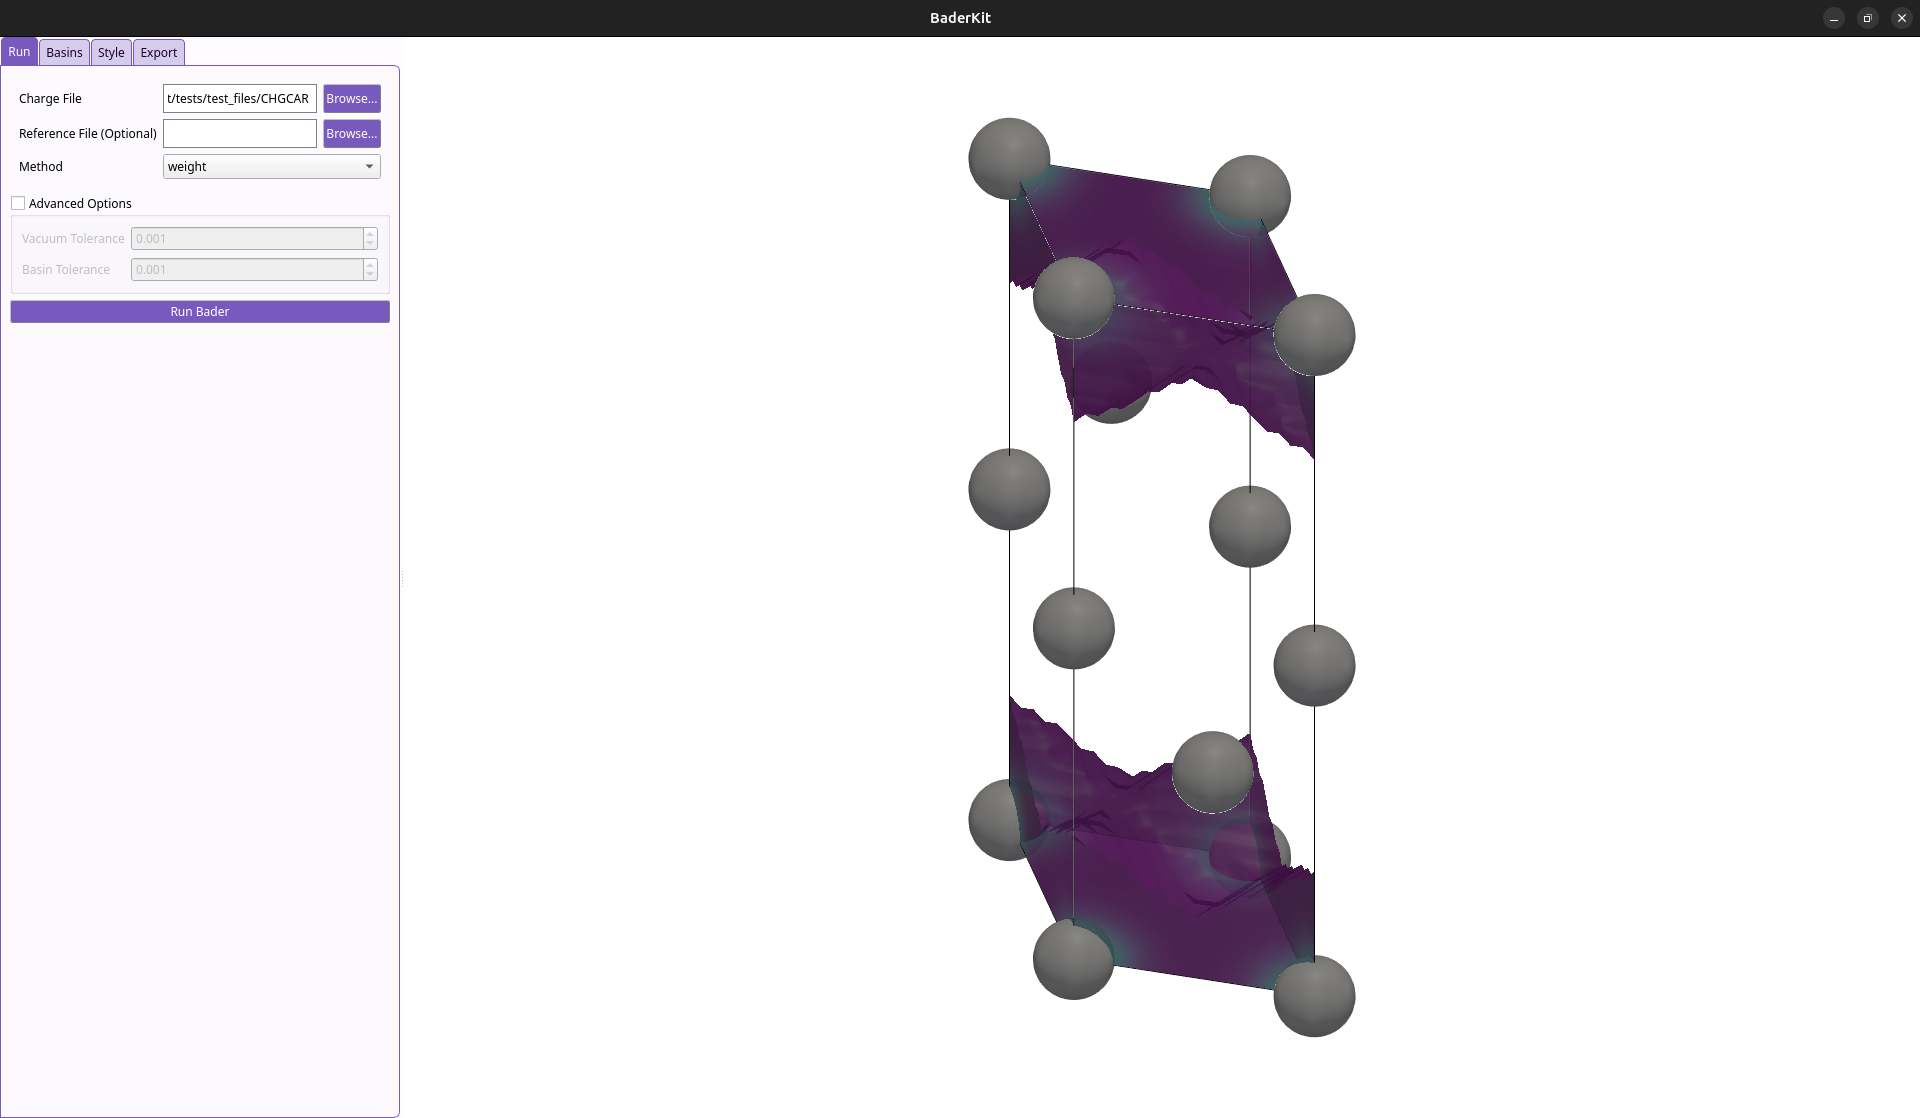 BaderKit
Run Basins Style Export
Charge File t/tests/test_files/CHGCAR Browse...
Reference File (Optional) Browse...
Method weight
Advanced Options
Vacuum Tolerance 0.001
Basin Tolerance 0.001
Run Bader